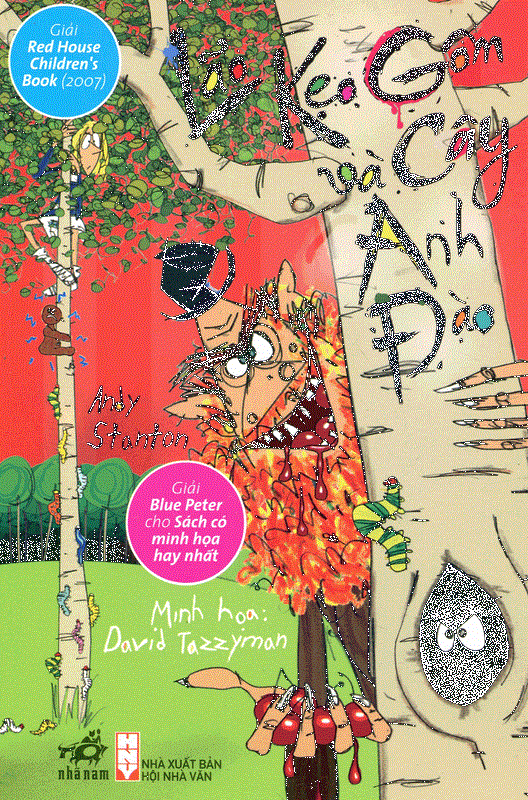 Giải
Red House
Children's
Book (2007)
Lão Kẹo Gôm
và Cây
Anh
Đào
Andy
Stanton
Giải
Blue Peter
cho Sách có
minh họa
hay nhất
Minh họa:
David Tazzyman
nhã nam
NHÀ XUẤT BẢN
HỘI NHÀ VĂN